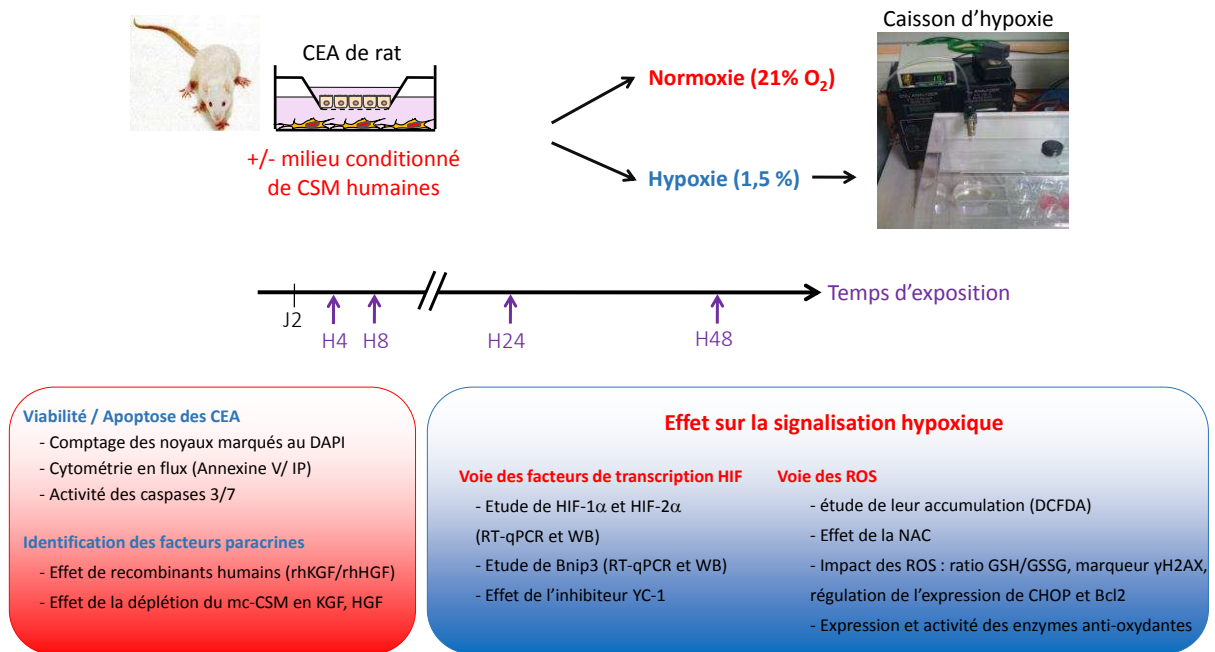 Caisson d'hypoxie
CEA de rat
Normoxie (21% O₂)
+/- milieu conditionné
de CSM humaines
Hypoxie (1,5 %)
Temps d'exposition
J2
H4
H8
H24
H48
Viabilité / Apoptose des CEA
- Comptage des noyaux marqués au DAPI
- Cytométrie en flux (Annexine V/ IP)
- Activité des caspases 3/7
Identification des facteurs paracrines
- Effet de recombinants humains (rhKGF/rhHGF)
- Effet de la déplétion du mc-CSM en KGF, HGF
Effet sur la signalisation hypoxique
Voie des facteurs de transcription HIF
- Etude de HIF-1α et HIF-2α
(RT-qPCR et WB)
- Etude de Bnip3 (RT-qPCR et WB)
- Effet de l'inhibiteur YC-1
Voie des ROS
- étude de leur accumulation (DCFDA)
- Effet de la NAC
- Impact des ROS : ratio GSH/GSSG, marqueur γH2AX,
régulation de l'expression de CHOP et Bcl2
- Expression et activité des enzymes anti-oxydantes